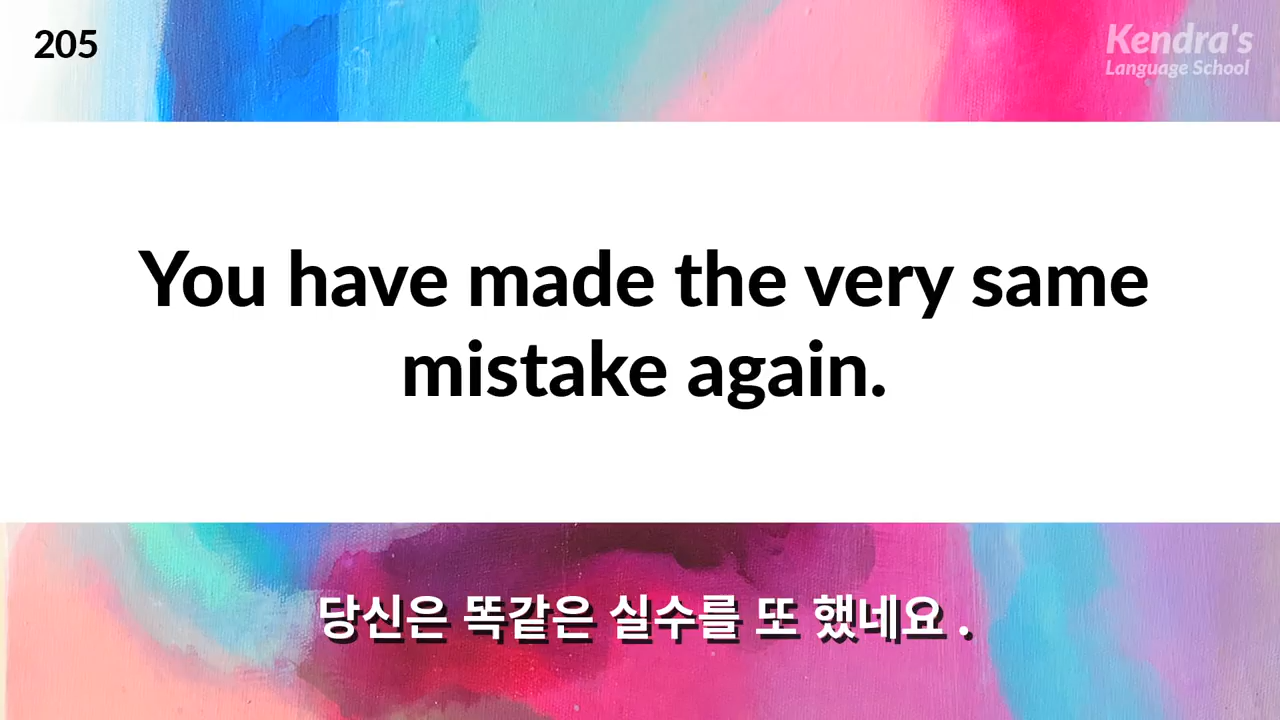 205
Kendra's
Language School
You have made the very same
mistake again.
당신은 똑같은 실수를 또 했네요 .